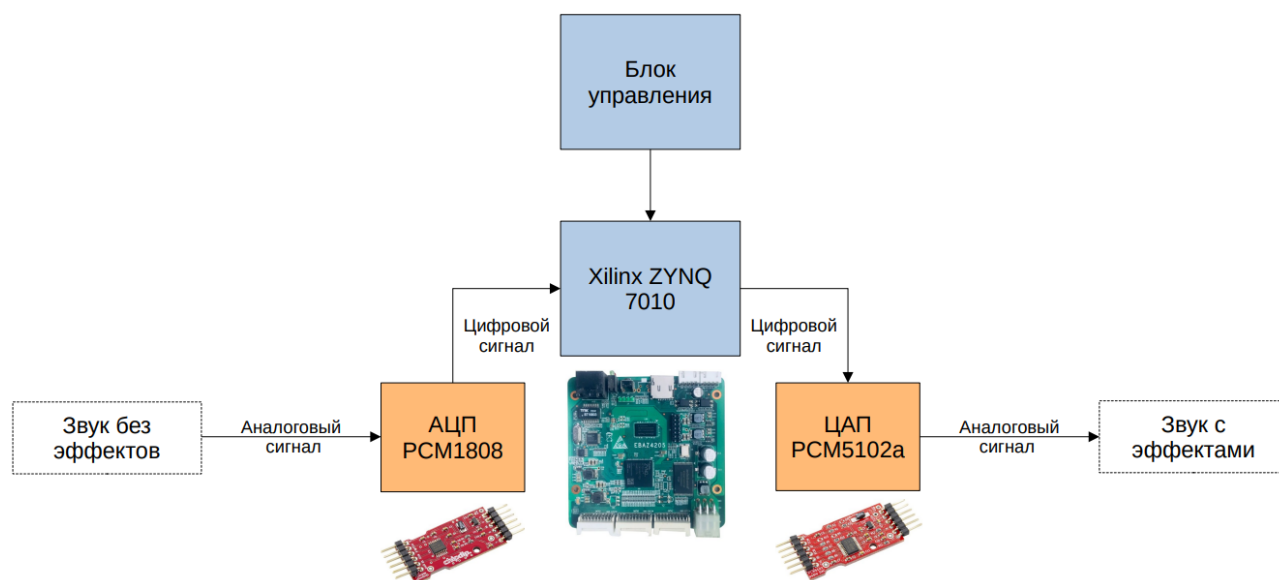 Блок
управления
Xilinx ZYNQ
7010
Цифровой
сигнал
Цифровой
сигнал
Звук без
эффектов
Аналоговый
сигнал
АЦП
PCM1808
EBAZ4205
ЦАП
PCM5102a
Аналоговый
сигнал
Звук с
эффектами